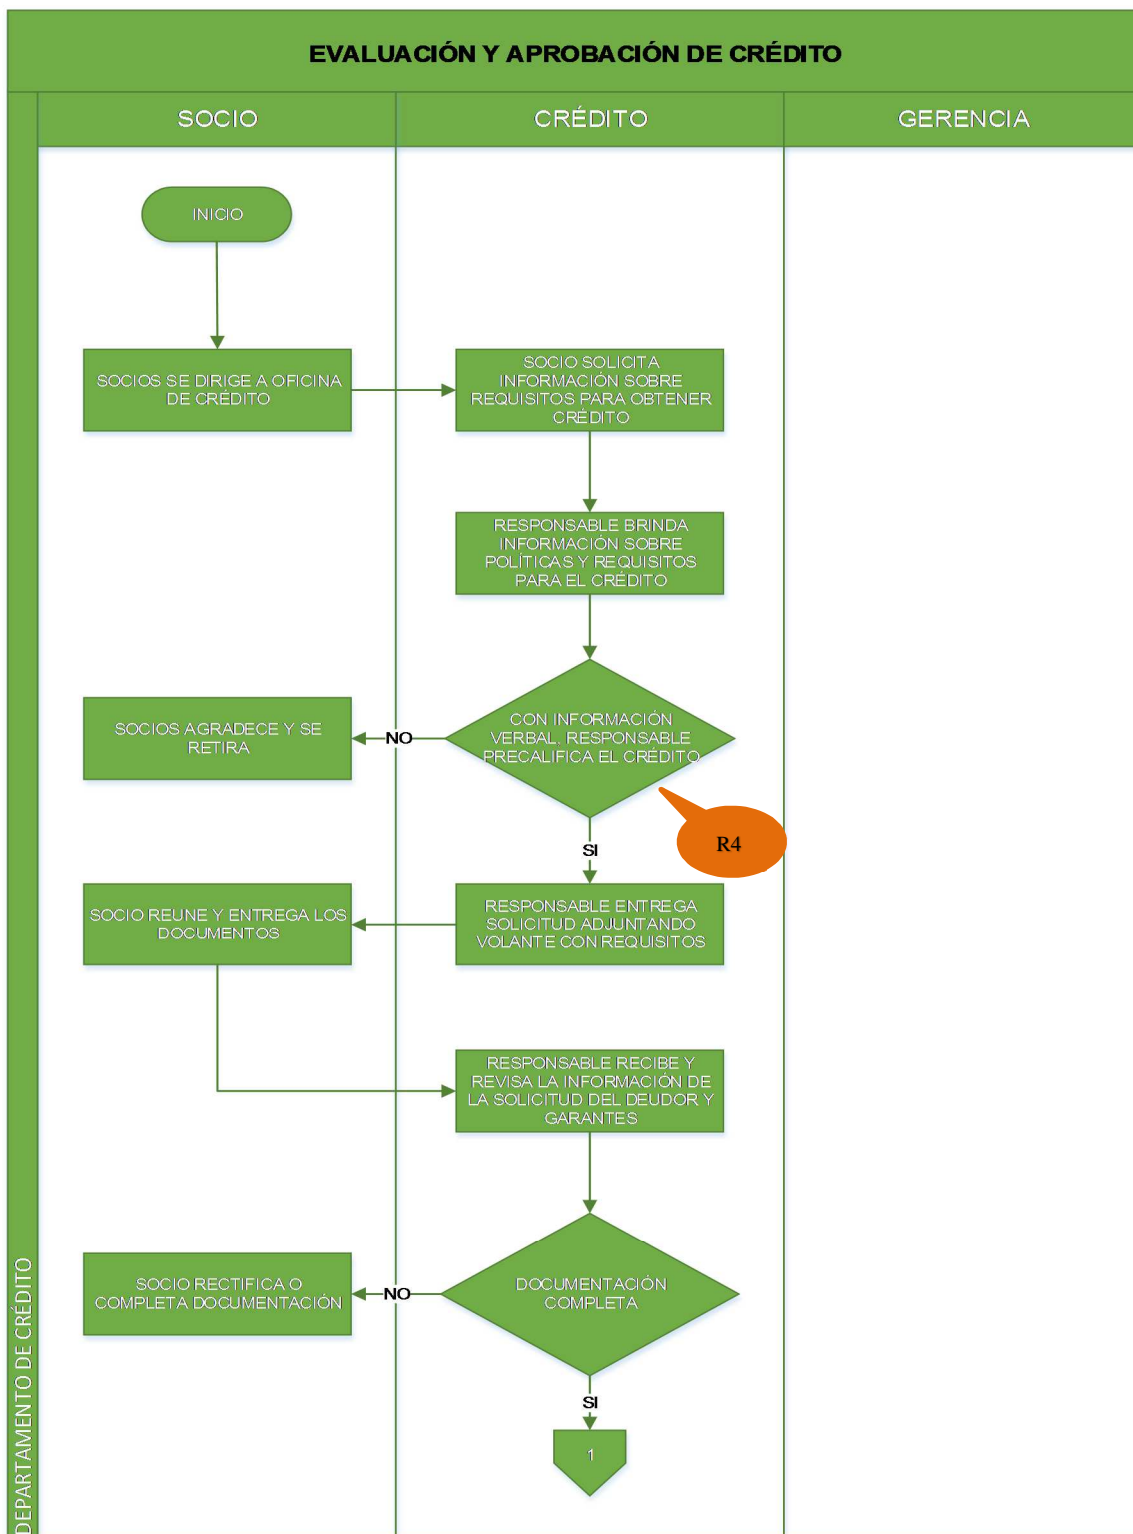 EVALUACIÓN Y APROBACIÓN DE CRÉDITO
SOCIO
CRÉDITO
GERENCIA
DEPARTAMENTO DE CRÉDITO
INICIO
SOCIOS SE DIRIGE A OFICINA
DE CRÉDITO
SOCIO SOLICITA
INFORMACIÓN SOBRE
REQUISITOS PARA OBTENER
CRÉDITO
RESPONSABLE BRINDA
INFORMACIÓN SOBRE
POLÍTICAS Y REQUISITOS
PARA EL CRÉDITO
CON INFORMACIÓN
VERBAL. RESPONSABLE
PRECALIFICA EL CRÉDITO
NO
SOCIOS AGRADECE Y SE
RETIRA
R4
SI
RESPONSABLE ENTREGA
SOLICITUD ADJUNTANDO
VOLANTE CON REQUISITOS
SOCIO REUNE Y ENTREGA LOS
DOCUMENTOS
RESPONSABLE RECIBE Y
REVISA LA INFORMACIÓN DE
LA SOLICITUD DEL DEUDOR Y
GARANTES
DOCUMENTACIÓN
COMPLETA
NO
SOCIO RECTIFICA O
COMPLETA DOCUMENTACIÓN
SI
1